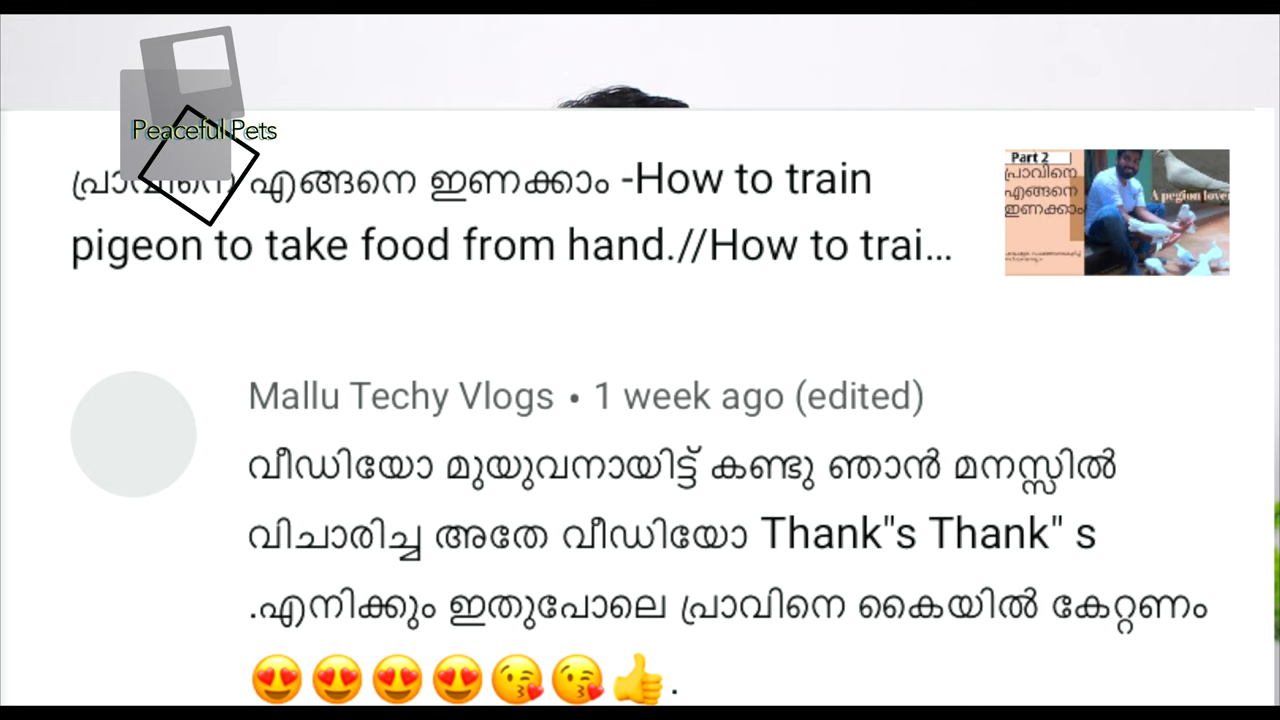 Peaceful Pets
പ്രാവിനെ എങ്ങനെ ഇണക്കാം -How to train
pigeon to take food from hand.//How to trai...
Part 2
പ്രാവിനെ
എങ്ങനെ
ഇണക്കാം
A pegion lover
Mallu Techy Vlogs • 1 week ago (edited)
വീഡിയോ മുയുവനായിട്ട് കണ്ടു ഞാൻ മനസ്സിൽ
വിചാരിച്ച അതേ വീഡിയോ Thank"s Thank" s
.എനിക്കും ഇതുപോലെ പ്രാവിനെ കൈയിൽ കേറ്റണം
😍😍😍😍😘😘👍.